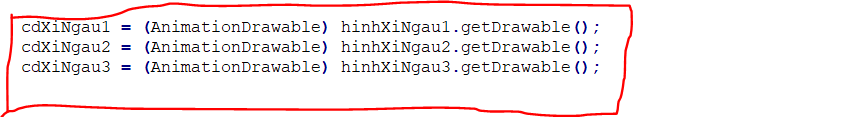 cdXiNgau1 = (AnimationDrawable) hinhXiNgau1.getDrawable();
cdXiNgau2 = (AnimationDrawable) hinhXiNgau2.getDrawable();
cdXiNgau3 = (AnimationDrawable) hinhXiNgau3.getDrawable();